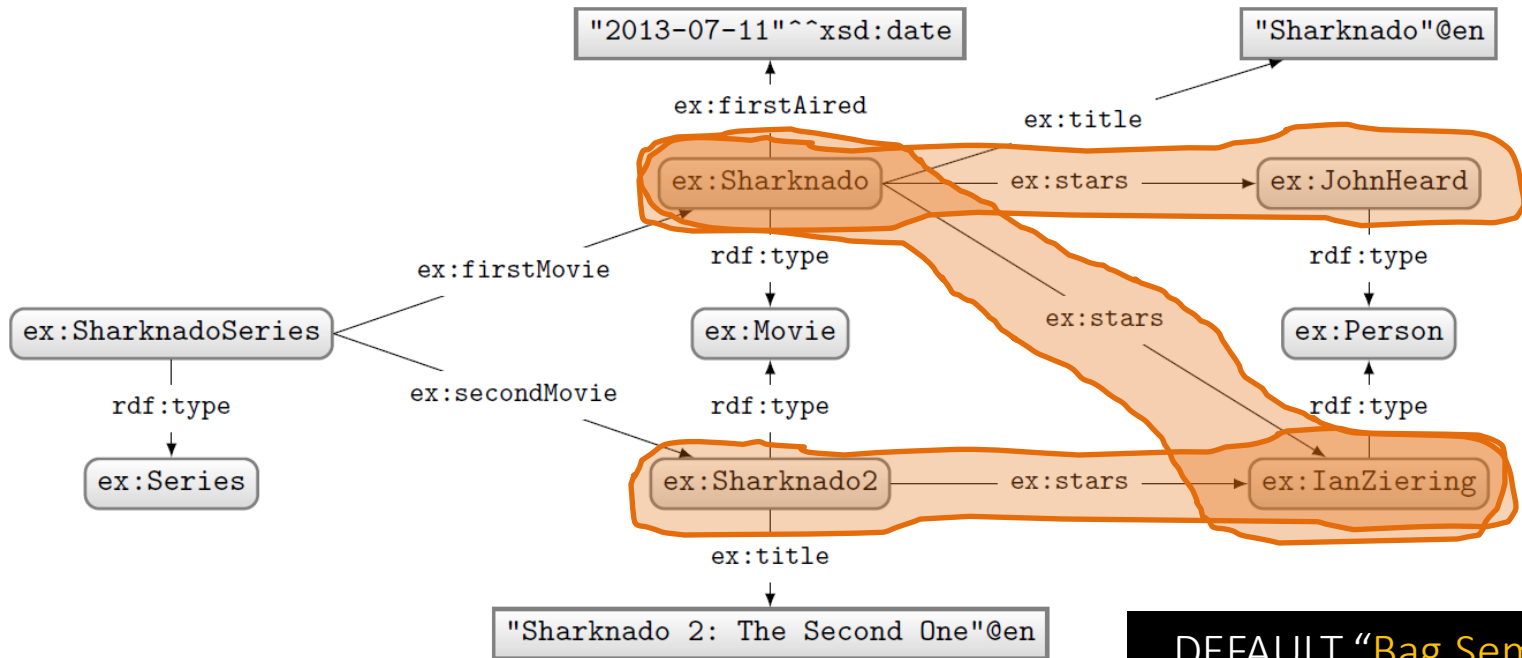 "2013-07-11"^^xsd:date
"Sharknado"@en
ex:firstAired
ex:title
ex:Sharknado
ex:stars
ex:JohnHeard
rdf:type
rdf:type
ex:firstMovie
ex:stars
ex:SharknadoSeries
ex:Movie
ex:Person
ex:secondMovie
rdf:type
rdf:type
rdf:type
ex:Series
ex:Sharknado2
ex:stars
ex:IanZiering
ex:title
"Sharknado 2: The Second One"@en
DEFAULT "Bag